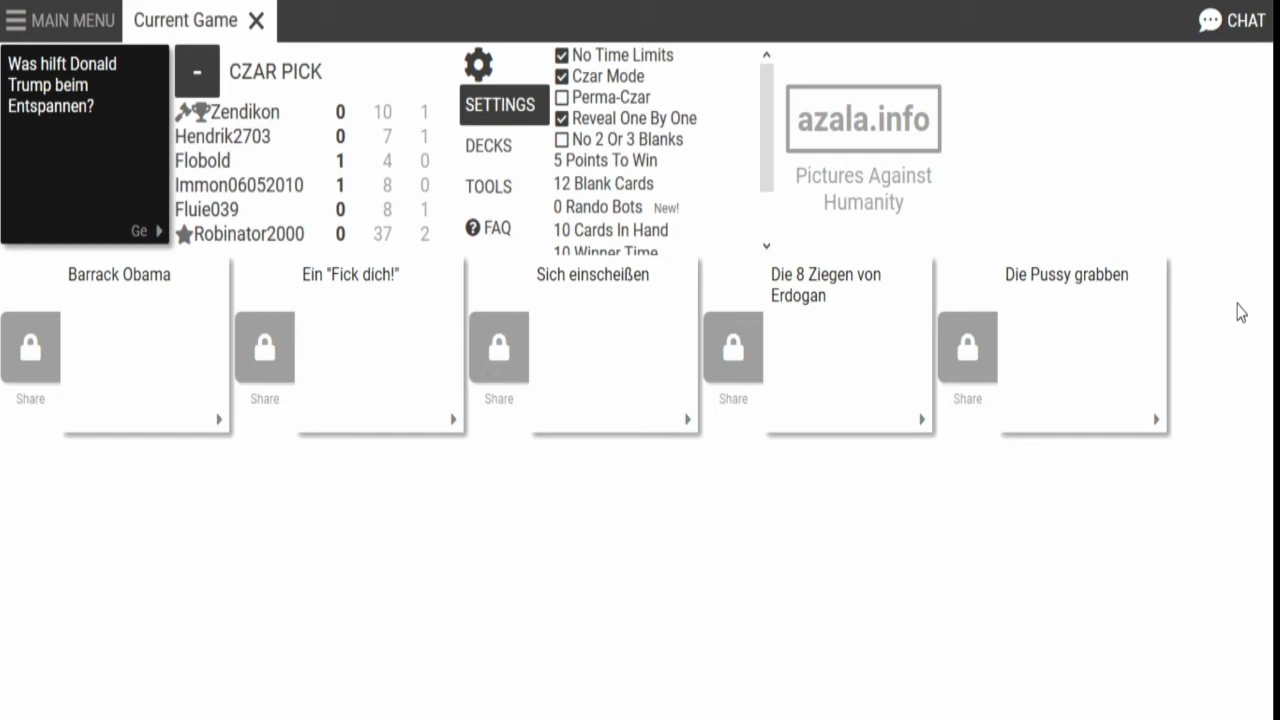 MAIN MENU
Current Game
CHAT
Was hilft Donald
Trump beim
Entspannen?
Ge
-
CZAR PICK
Zendikon 0 10 1
Hendrik2703 0 7 1
Flobold 1 4 0
Immon06052010 1 8 0
Fluie039 0 8 1
Robinator2000 0 37 2
SETTINGS
DECKS
TOOLS
FAQ
No Time Limits
Czar Mode
Perma-Czar
Reveal One By One
No 2 Or 3 Blanks
5 Points To Win
12 Blank Cards
0 Rando Bots New!
10 Cards In Hand
10 Winner Time
azala.info
Pictures Against
Humanity
Barrack Obama
Share
Ein "Fick dich!"
Share
Sich einscheißen
Share
Die 8 Ziegen von
Erdogan
Share
Die Pussy grabben
Share